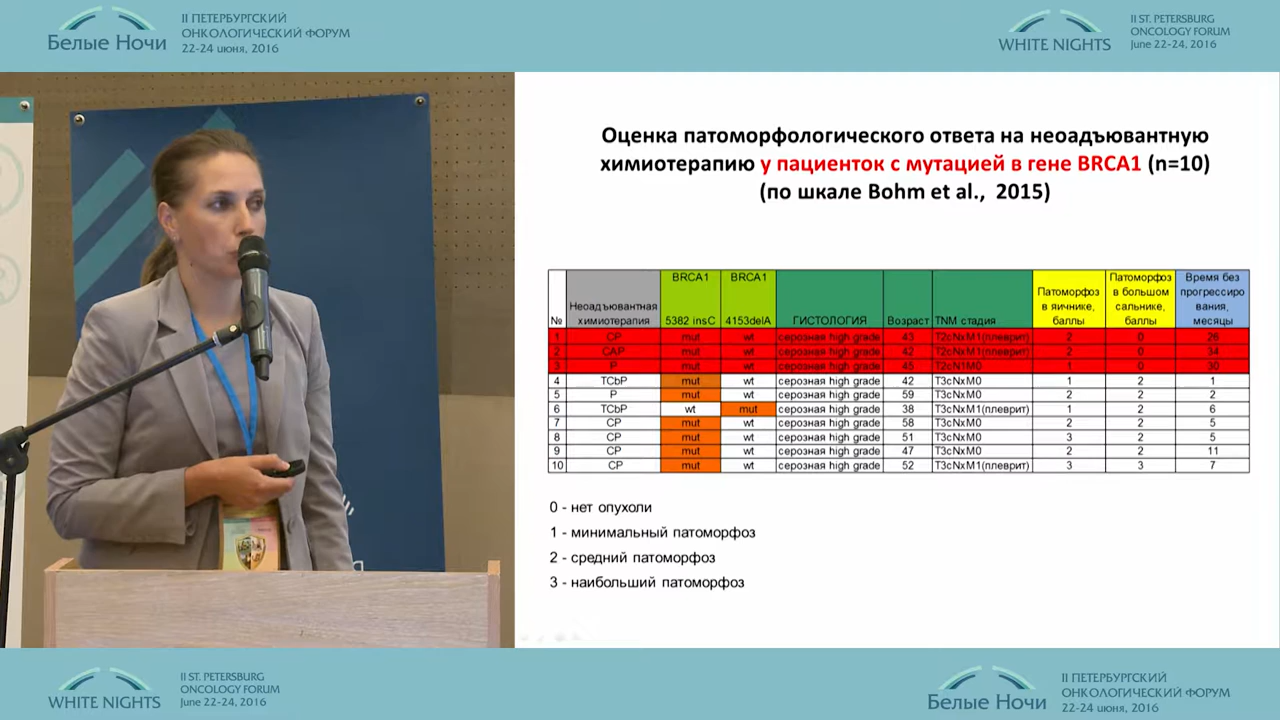 II ПЕТЕРБУРГСКИЙ
ОНКОЛОГИЧЕСКИЙ ФОРУМ
Белые Ночи
22-24 июня, 2016
II ST. PETERSBURG
ONCOLOGY FORUM
WHITE NIGHTS
June 22-24, 2016
Оценка патоморфологического ответа на неоадъювантную
химиотерапию у пациенток с мутацией в гене BRCA1 (n=10)
(по шкале Bohm et al., 2015)
№ Неоадъювантная химиотерапия BRCA1 5382 insC BRCA1 4153delA ГИСТОЛОГИЯ Возраст TNM стадия Патоморфоз в яичнике, баллы Патоморфоз в большом сальнике, баллы Время без прогрессирования, месяцы
1 CP mut wt серозная high grade 43 T2cNxM1(плеврит) 2 0 26
2 CAP mut wt серозная high grade 42 T2cNxM1(плеврит) 2 0 34
3 P mut wt серозная high grade 45 T2cN1M0 1 0 30
4 TCbP mut wt серозная high grade 42 T3cNxM0 1 2 1
5 P mut wt серозная high grade 59 T3cNxM0 2 2 2
6 TCbP wt mut серозная high grade 38 T3cNxM1(плеврит) 1 2 6
7 CP mut wt серозная high grade 58 T3cNxM0 2 2 5
8 CP mut wt серозная high grade 51 T3cNxM0 3 2 5
9 CP mut wt серозная high grade 47 T3cNxM0 2 2 11
10 CP mut wt серозная high grade 52 T3cNxM1(плеврит) 3 3 7
0 - нет опухоли
1 - минимальный патоморфоз
2 - средний патоморфоз
3 - наибольший патоморфоз
WHITE NIGHTS
II ST. PETERSBURG
ONCOLOGY FORUM
June 22-24, 2016
Белые Ночи
II ПЕТЕРБУРГСКИЙ
ОНКОЛОГИЧЕСКИЙ ФОРУМ
22-24 июня, 2016